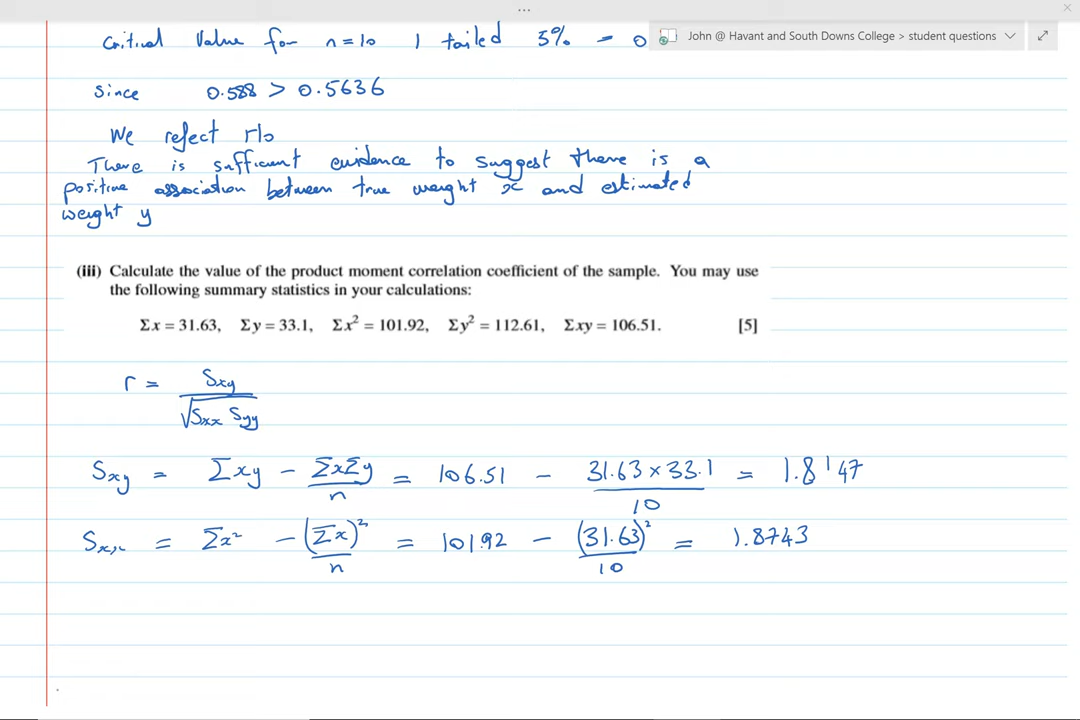 critical value for n=10 1 tailed 5% = 0
John @ Havant and South Downs College > student questions
since 0.588 > 0.5636
We reject H0
There is sufficient evidence to suggest there is a
positive association between true weight x and estimated
weight y
(iii) Calculate the value of the product moment correlation coefficient of the sample. You may use
the following summary statistics in your calculations:
Σx = 31.63, Σy = 33.1, Σx² = 101.92, Σy² = 112.61, Σxy = 106.51. [5]
r = Sxy / √Sxx Syy
Sxy = Σxy − ΣxΣy / n = 106.51 − 31.63 × 33.1 / 10 = 1.8147
Sxx = Σx² − (Σx)² / n = 101.92 − (31.63)² / 10 = 1.8743